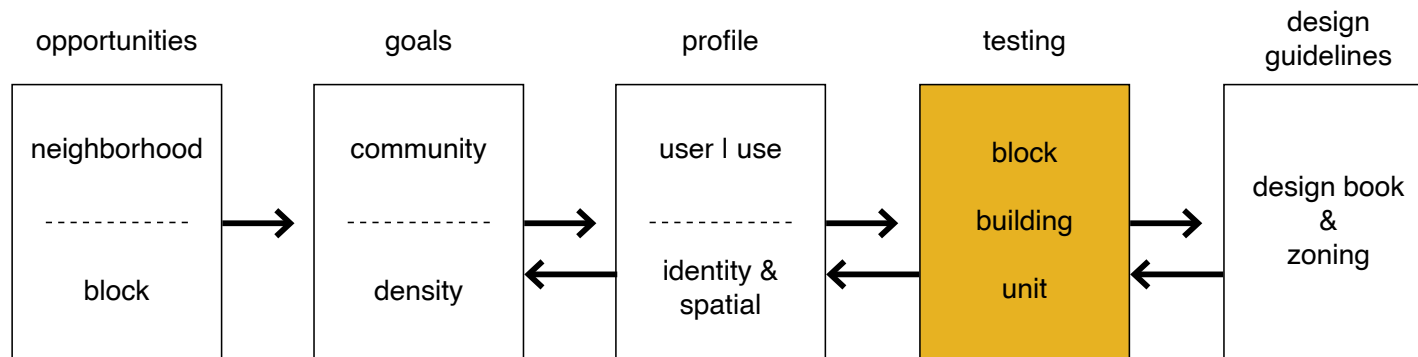 opportunities
neighborhood
block
goals
community
density
profile
user | use
identity &
spatial
testing
block
building
unit
design
guidelines
design book
&
zoning